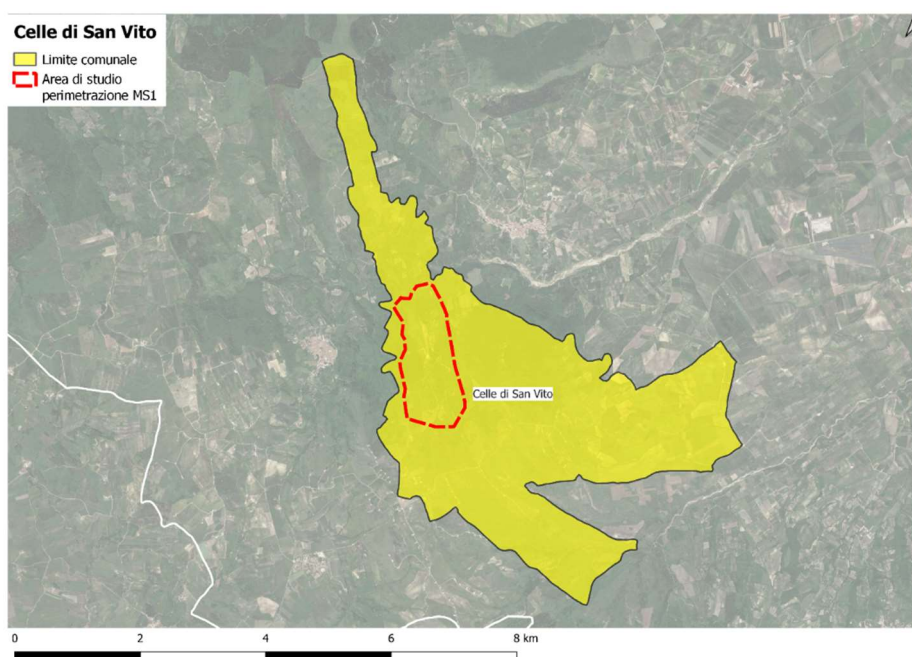 Celle di San Vito
Limite comunale
Area di studio
perimetrazione MS1
Celle di San Vito
0 2 4 6 8 km